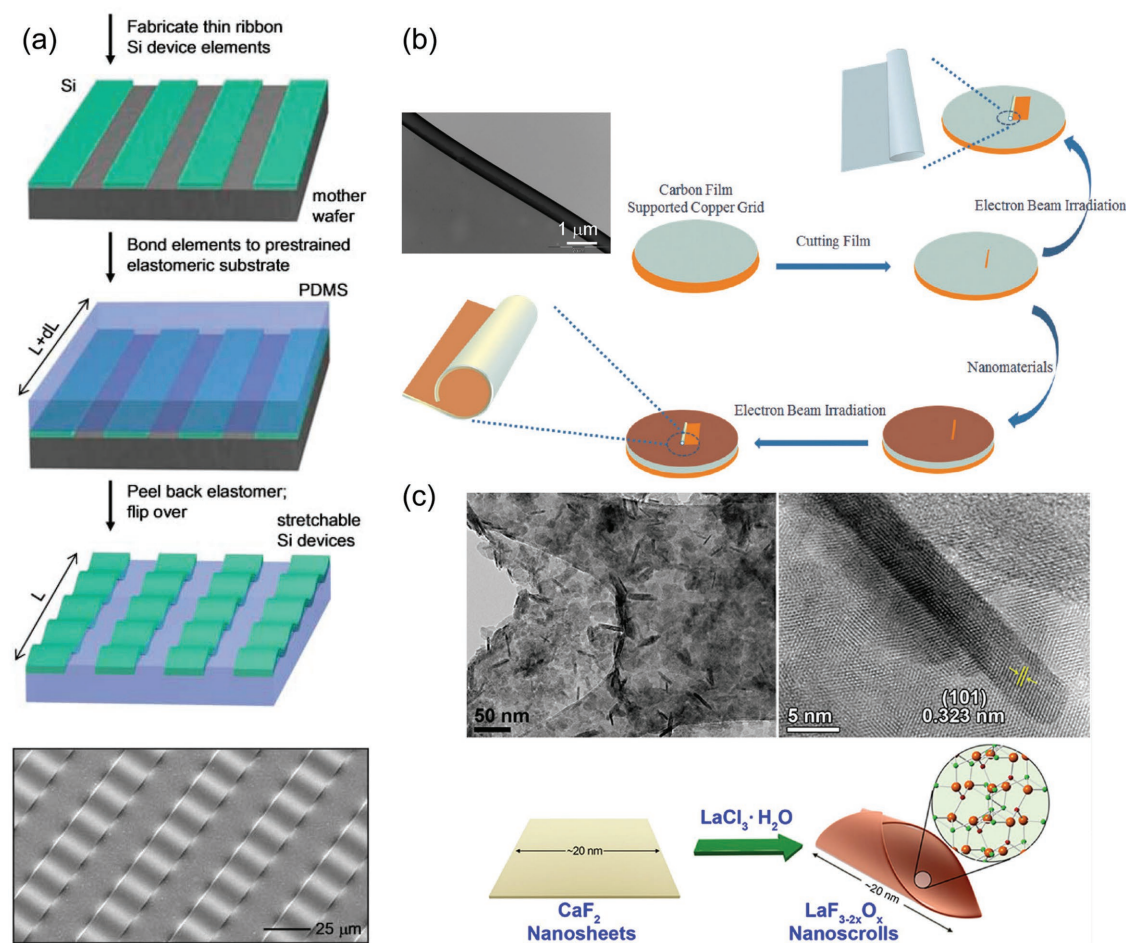 (a)
Fabricate thin ribbon
Si device elements
Si
mother
wafer
Bond elements to prestrained
elastomeric substrate
PDMS
L+dL
Peel back elastomer;
flip over
stretchable
Si devices
L
25 μm
(b)
1 μm
Carbon Film
Supported Copper Grid
Cutting Film
Electron Beam Irradiation
Nanomaterials
Electron Beam Irradiation
(c)
50 nm
(101)
0.323 nm
5 nm
~20 nm
CaF₂
Nanosheets
LaCl₃· H₂O
~20 nm
LaF₃₋₂ₓOₓ
Nanoscrolls